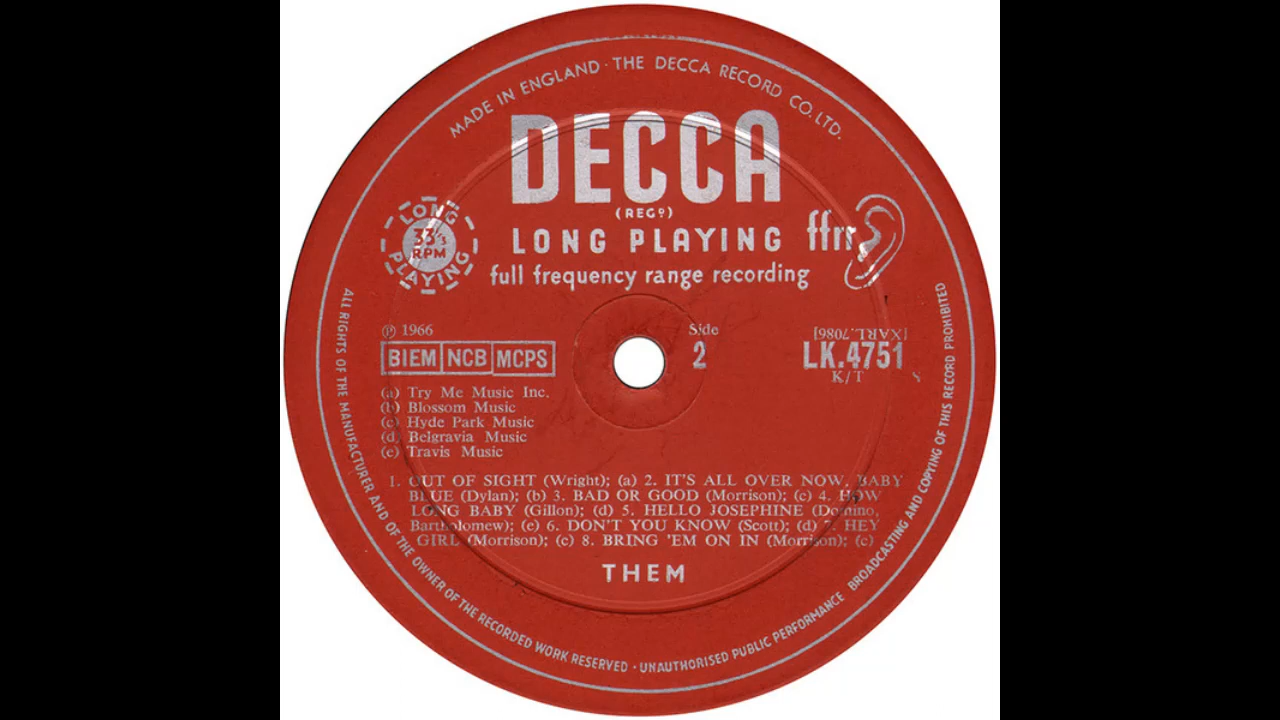 MADE IN ENGLAND · THE DECCA RECORD CO. LTD.
DECCA
(REGD)
LONG PLAYING ffrr
full frequency range recording
LONG
33⅓
RPM
PLAYING
℗ 1966
BIEM NCB MCPS
Side
2
[XARL.7086]
LK.4751
K/T
(a) Try Me Music Inc.
(b) Blossom Music
(c) Hyde Park Music
(d) Belgravia Music
(e) Travis Music
1. OUT OF SIGHT (Wright); (a) 2. IT'S ALL OVER NOW, BABY
BLUE (Dylan); (b) 3. BAD OR GOOD (Morrison); (c) 4. HOW
LONG BABY (Gillon); (d) 5. HELLO JOSEPHINE (Domino,
Bartholomew); (e) 6. DON'T YOU KNOW (Scott); (d) 7. HEY
GIRL (Morrison); (c) 8. BRING 'EM ON IN (Morrison); (c)
THEM
ALL RIGHTS OF THE MANUFACTURER AND OF THE OWNER OF THE RECORDED WORK RESERVED · UNAUTHORISED PUBLIC PERFORMANCE BROADCASTING AND COPYING OF THIS RECORD PROHIBITED